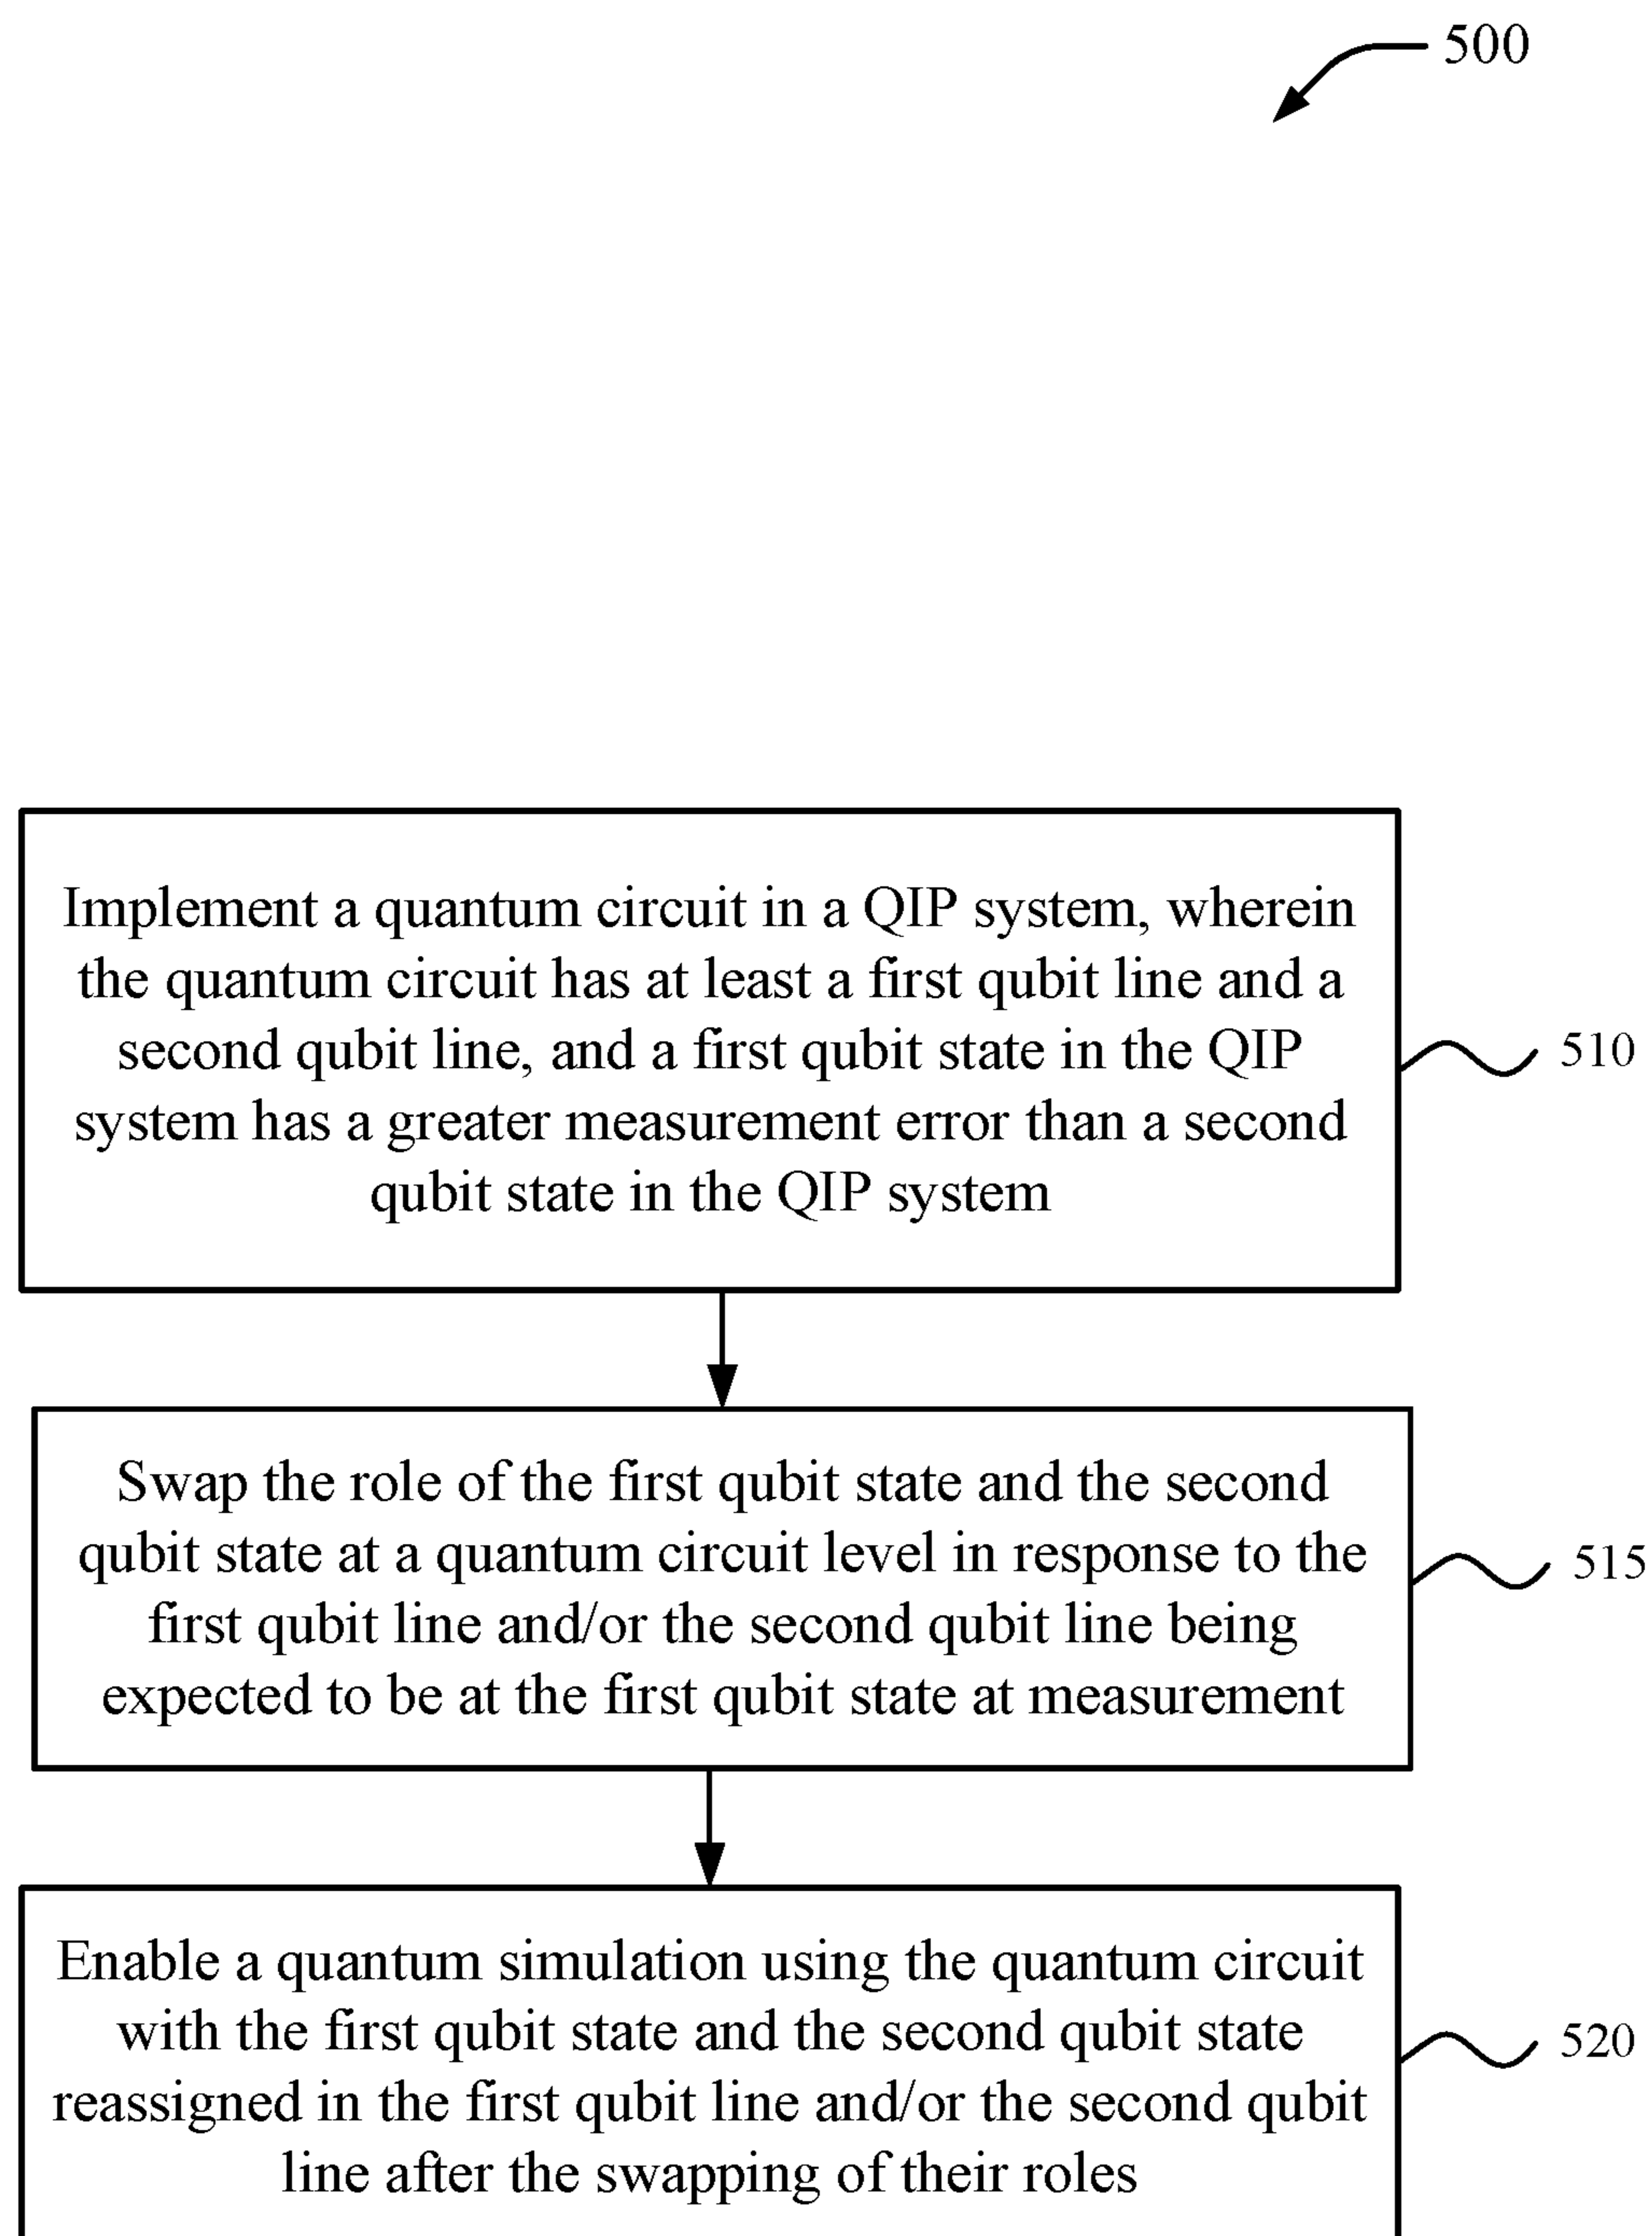 500
Implement a quantum circuit in a QIP system, wherein
the quantum circuit has at least a first qubit line and a
second qubit line, and a first qubit state in the QIP
system has a greater measurement error than a second
qubit state in the QIP system
510
Swap the role of the first qubit state and the second
qubit state at a quantum circuit level in response to the
first qubit line and/or the second qubit line being
expected to be at the first qubit state at measurement
515
Enable a quantum simulation using the quantum circuit
with the first qubit state and the second qubit state
reassigned in the first qubit line and/or the second qubit
line after the swapping of their roles
520